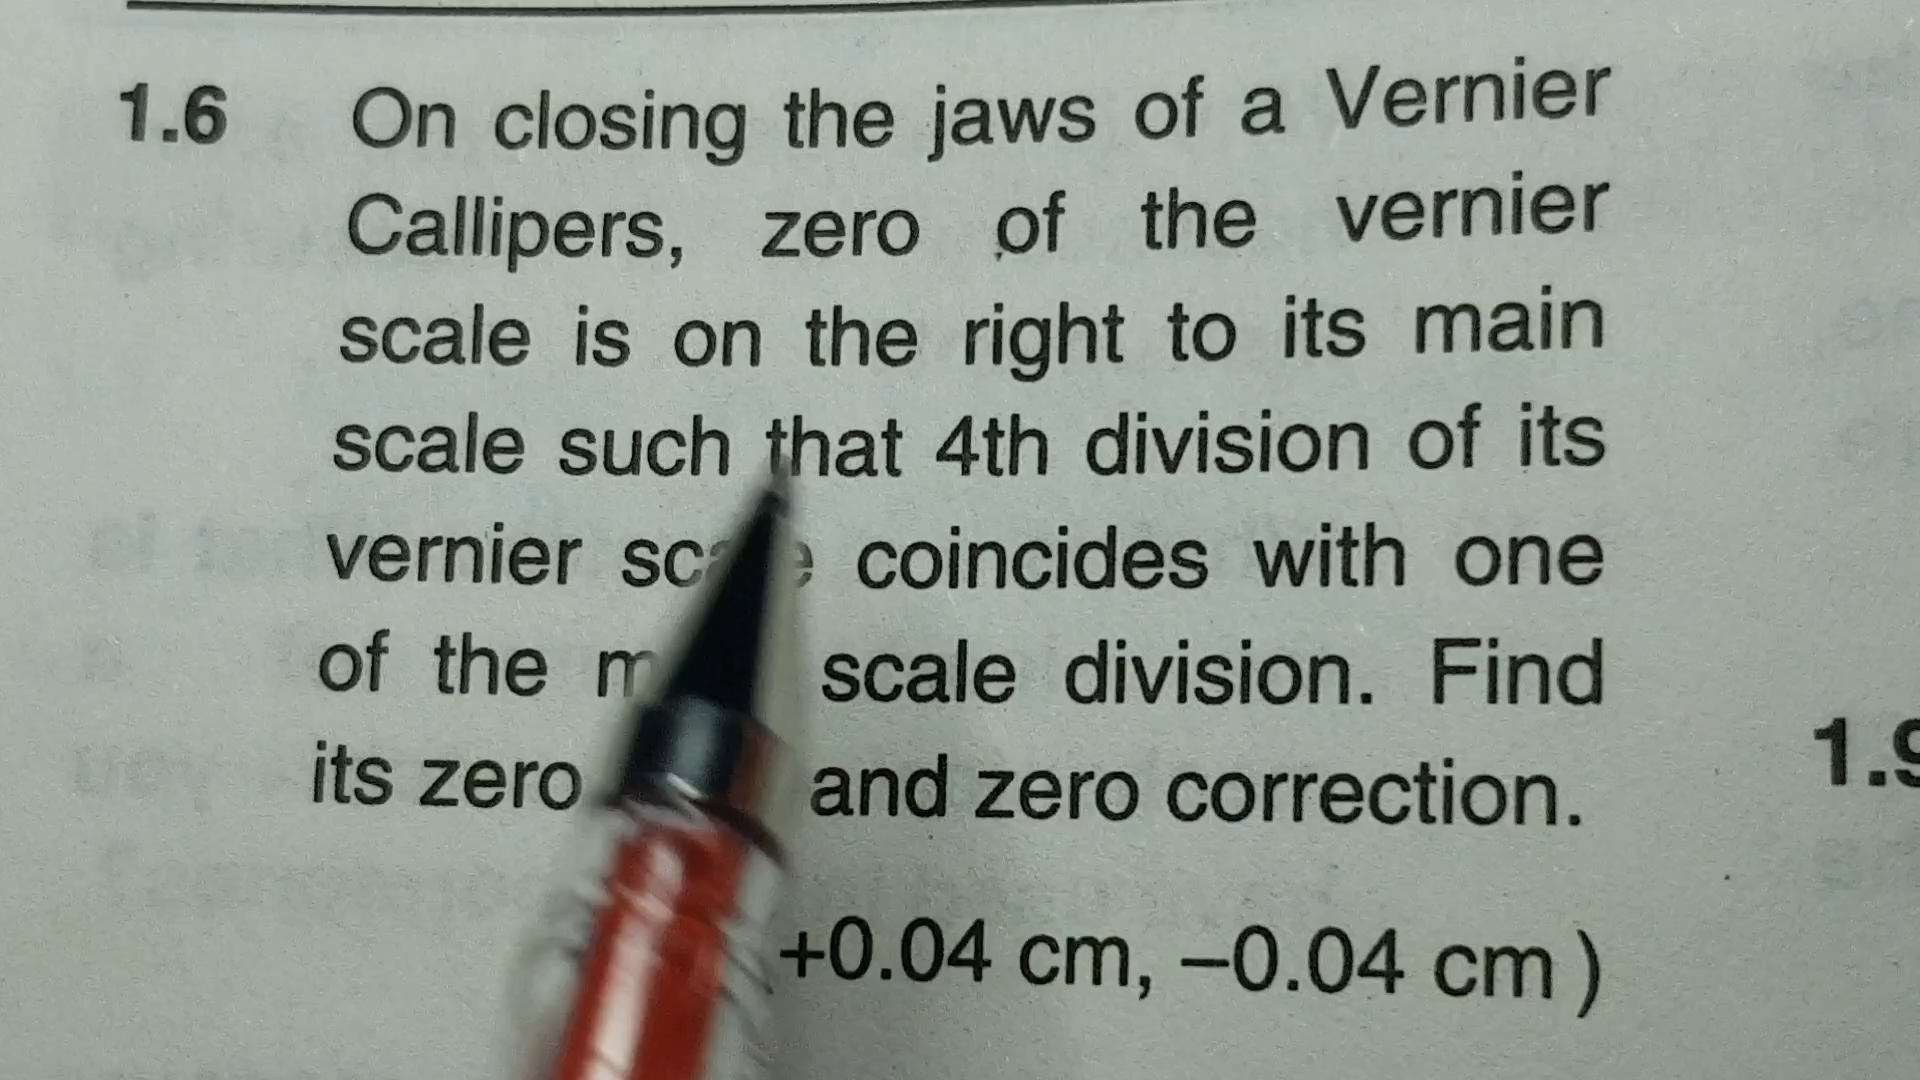 1.6 On closing the jaws of a Vernier
Callipers, zero of the vernier
scale is on the right to its main
scale such that 4th division of its
vernier coincides with one
of the scale division. Find
its zero and zero correction.
+0.04 cm, –0.04 cm )
1.9